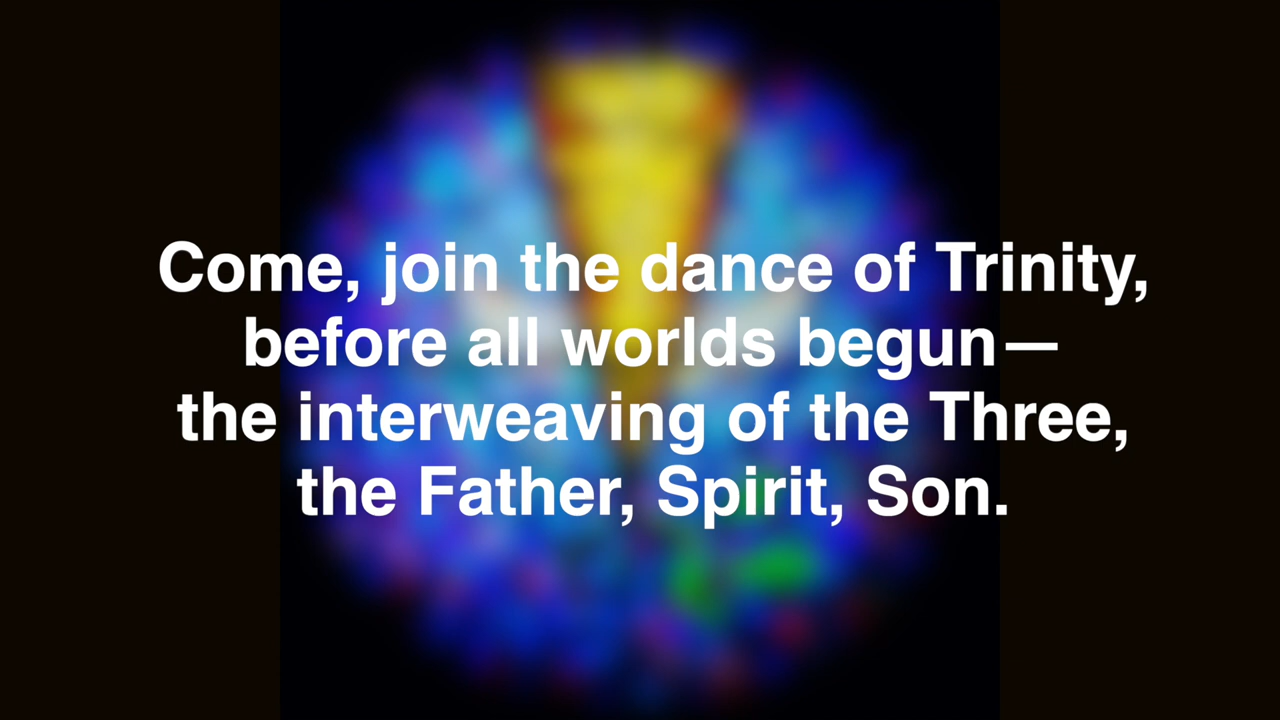 Come, join the dance of Trinity,
before all worlds begun—
the interweaving of the Three,
the Father, Spirit, Son.